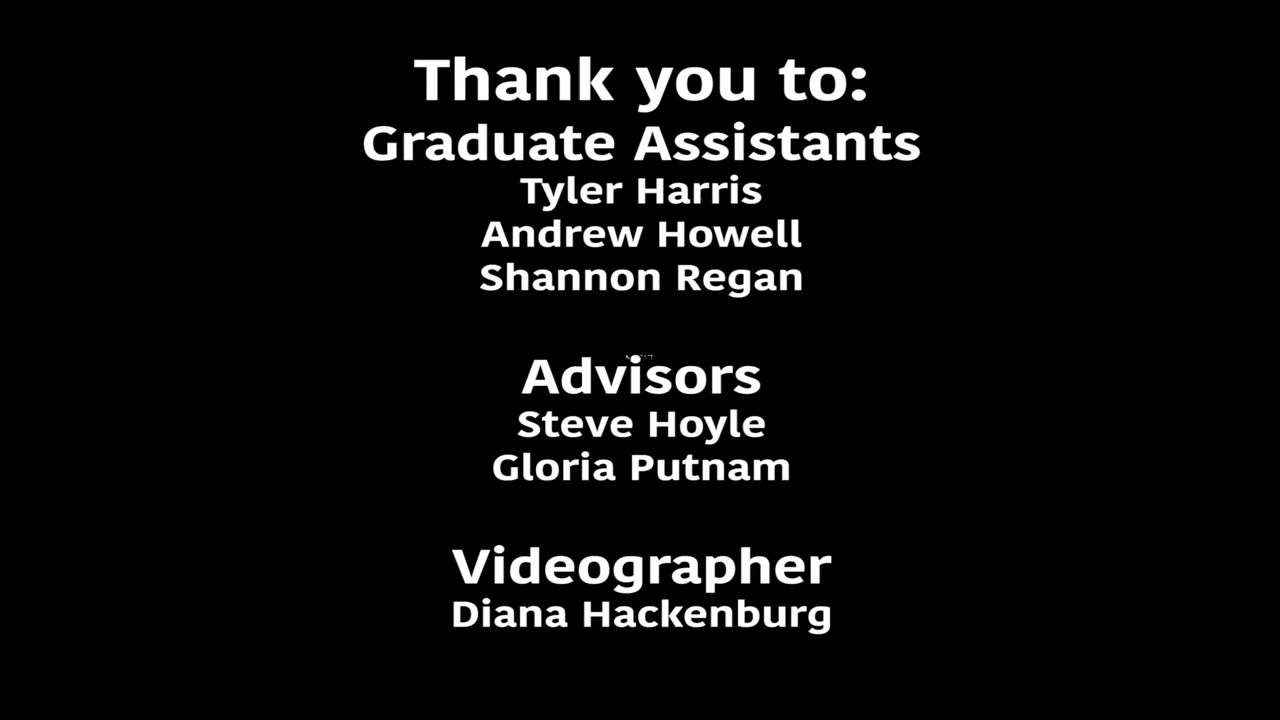 Thank you to:
Graduate Assistants
Tyler Harris
Andrew Howell
Shannon Regan
Advisors
Steve Hoyle
Gloria Putnam
Videographer
Diana Hackenburg